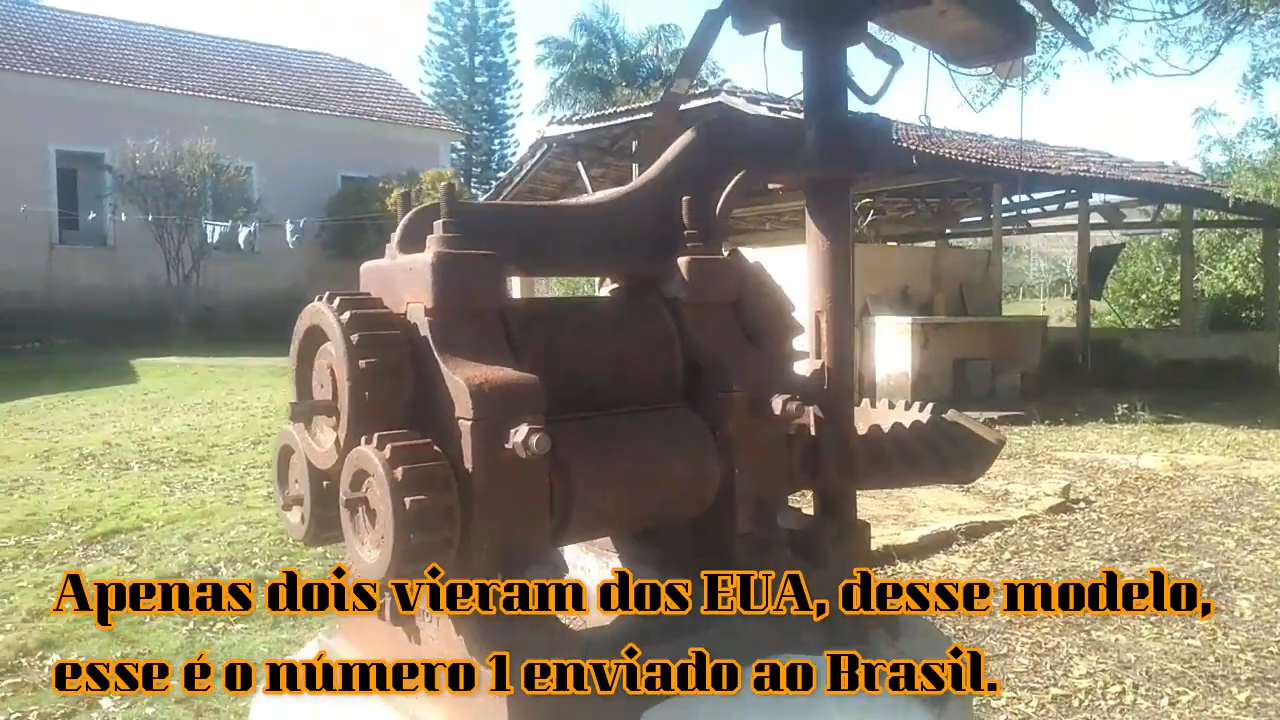 Apenas dois vieram dos EUA, desse modelo,
esse é o número 1 enviado ao Brasil.